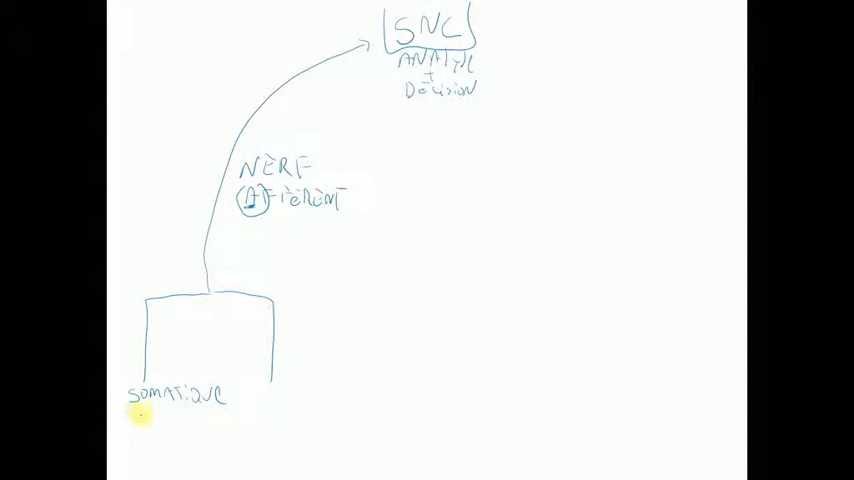 SNC
ANALYSE
+
Décision
NERF
AFFÉRENT
SOMATIQUE